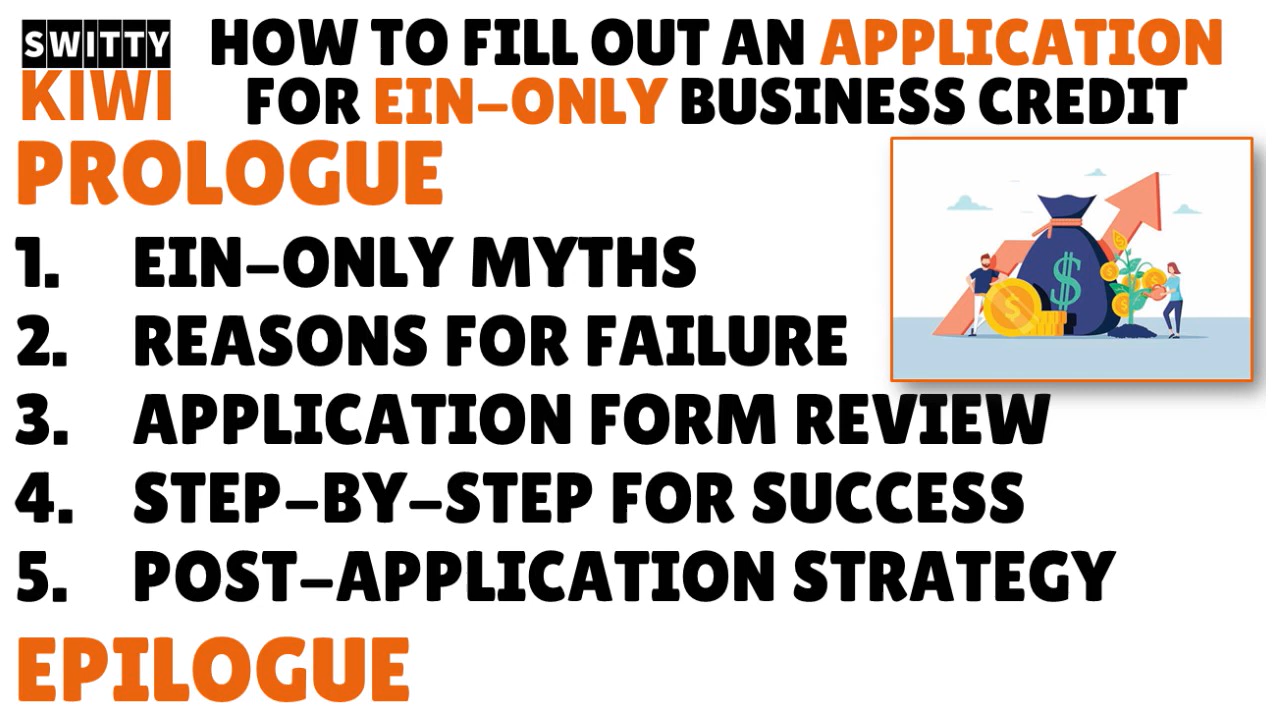 SWITTY
KIWI
HOW TO FILL OUT AN APPLICATION
FOR EIN-ONLY BUSINESS CREDIT
PROLOGUE
1. EIN-ONLY MYTHS
2. REASONS FOR FAILURE
3. APPLICATION FORM REVIEW
4. STEP-BY-STEP FOR SUCCESS
5. POST-APPLICATION STRATEGY
EPILOGUE
$
$